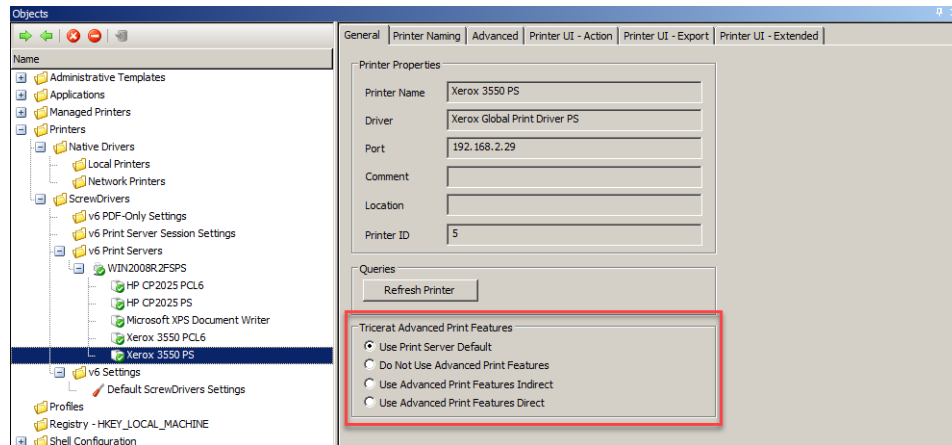 Objects
Name
Administrative Templates
Applications
Managed Printers
Printers
Native Drivers
Local Printers
Network Printers
ScrewDrivers
v6 PDF-Only Settings
v6 Print Server Session Settings
v6 Print Servers
WIN2008R2FSPS
HP CP2025 PCL6
HP CP2025 PS
Microsoft XPS Document Writer
Xerox 3550 PCL6
Xerox 3550 PS
v6 Settings
Default ScrewDrivers Settings
Profiles
Registry - HKEY_LOCAL_MACHINE
Shell Configuration
General Printer Naming Advanced Printer UI - Action Printer UI - Export Printer UI - Extended
Printer Properties
Printer Name Xerox 3550 PS
Driver Xerox Global Print Driver PS
Port 192.168.2.29
Comment
Location
Printer ID 5
Queries
Refresh Printer
Tricerat Advanced Print Features
Use Print Server Default
Do Not Use Advanced Print Features
Use Advanced Print Features Indirect
Use Advanced Print Features Direct